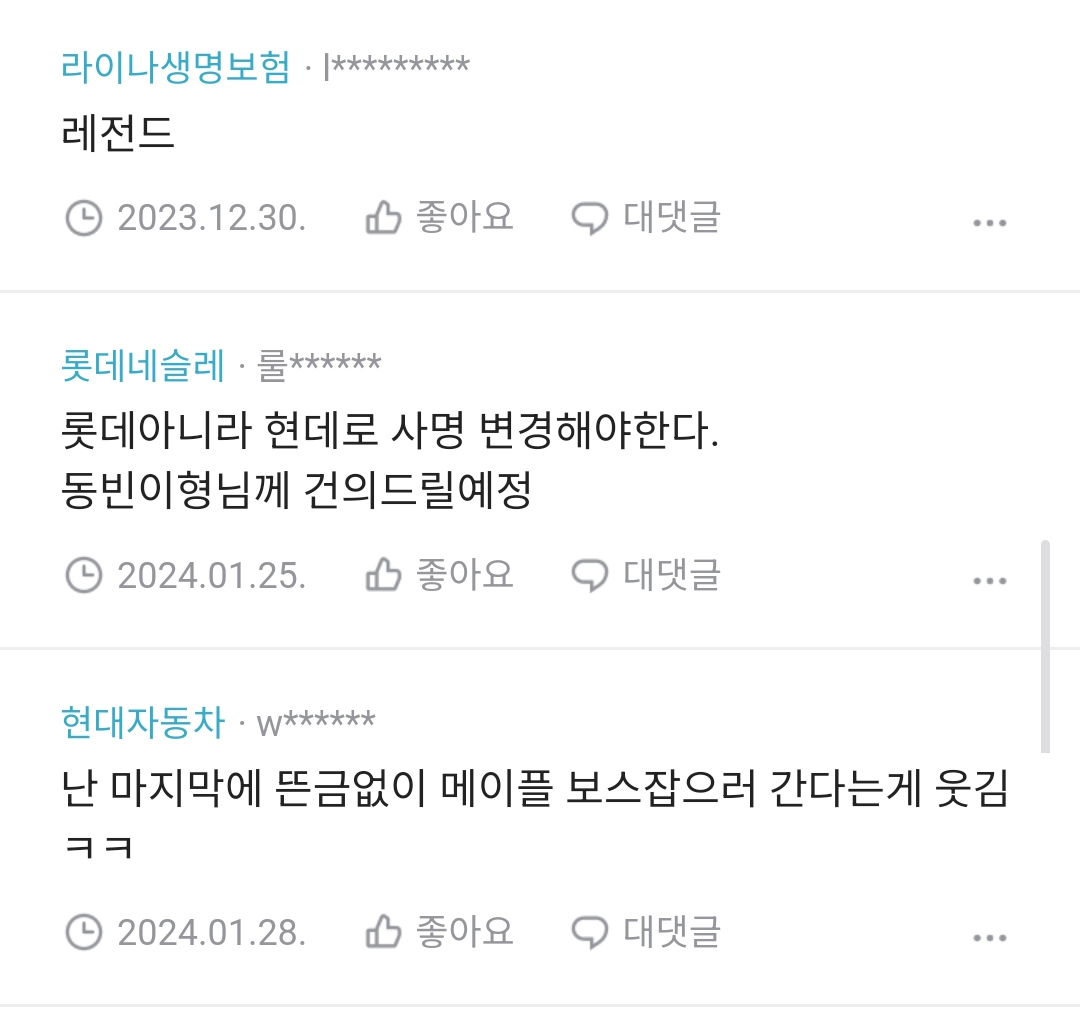 라이나생명보험 · l*********
레전드
2023.12.30. 좋아요 대댓글
롯데네슬레 · 룰******
롯데아니라 현데로 사명 변경해야한다.
동빈이형님께 건의드릴예정
2024.01.25. 좋아요 대댓글
현대자동차 · w******
난 마지막에 뜬금없이 메이플 보스잡으러 간다는게 웃김
ㅋㅋ
2024.01.28. 좋아요 대댓글